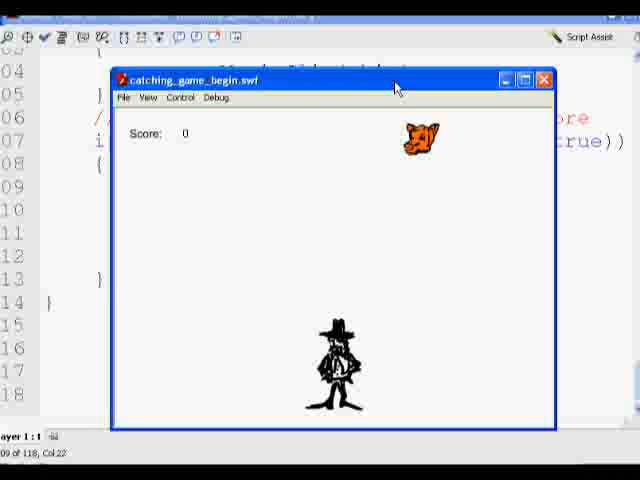 Script Assist
catching_game_begin.swf
File View Control Debug
Score: 0
04
05 }
06 // ore
07 i true))
08 {
09
10
11
12
13 }
14 }
15
16
17
18
ayer 1:1
09 of 118, Col:22